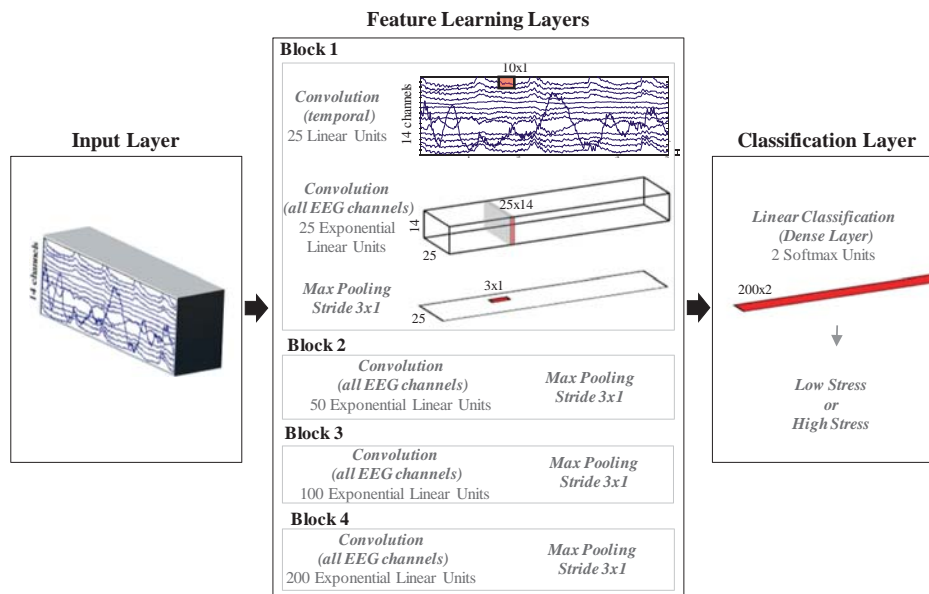 Feature Learning Layers
Input Layer
14 channels
Block 1
Convolution
(temporal)
25 Linear Units
10x1
14 channels
Convolution
(all EEG channels)
25 Exponential
Linear Units
25x14
14
25
Max Pooling
Stride 3x1
3x1
25
Block 2
Convolution
(all EEG channels)
50 Exponential Linear Units
Max Pooling
Stride 3x1
Block 3
Convolution
(all EEG channels)
100 Exponential Linear Units
Max Pooling
Stride 3x1
Block 4
Convolution
(all EEG channels)
200 Exponential Linear Units
Max Pooling
Stride 3x1
Classification Layer
Linear Classification
(Dense Layer)
2 Softmax Units
200x2
Low Stress
or
High Stress